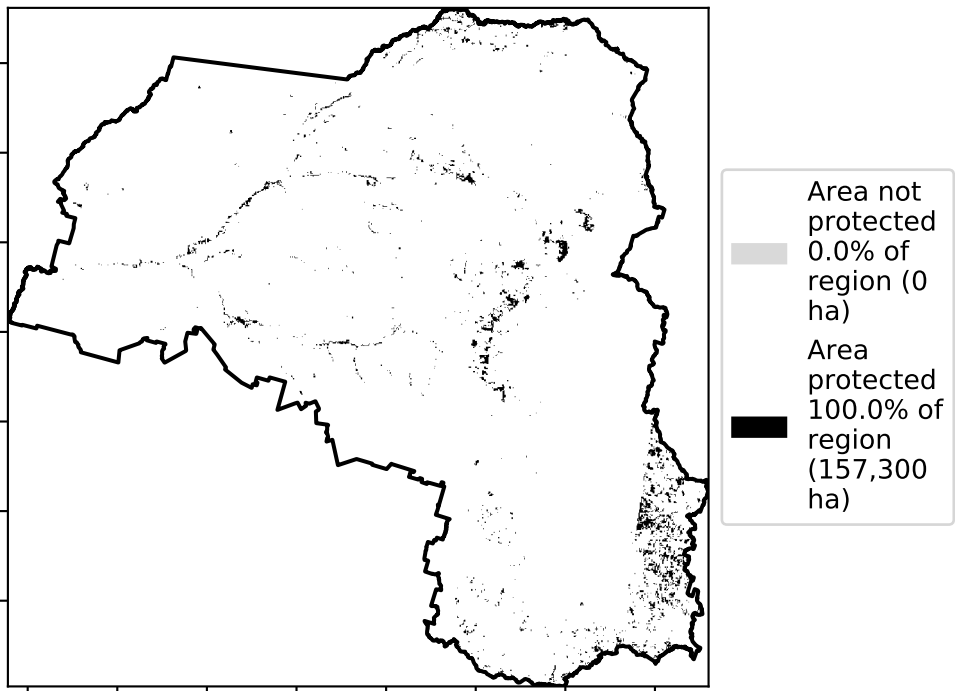 Area not
protected
0.0% of
region (0
ha)
Area
protected
100.0% of
region
(157,300
ha)